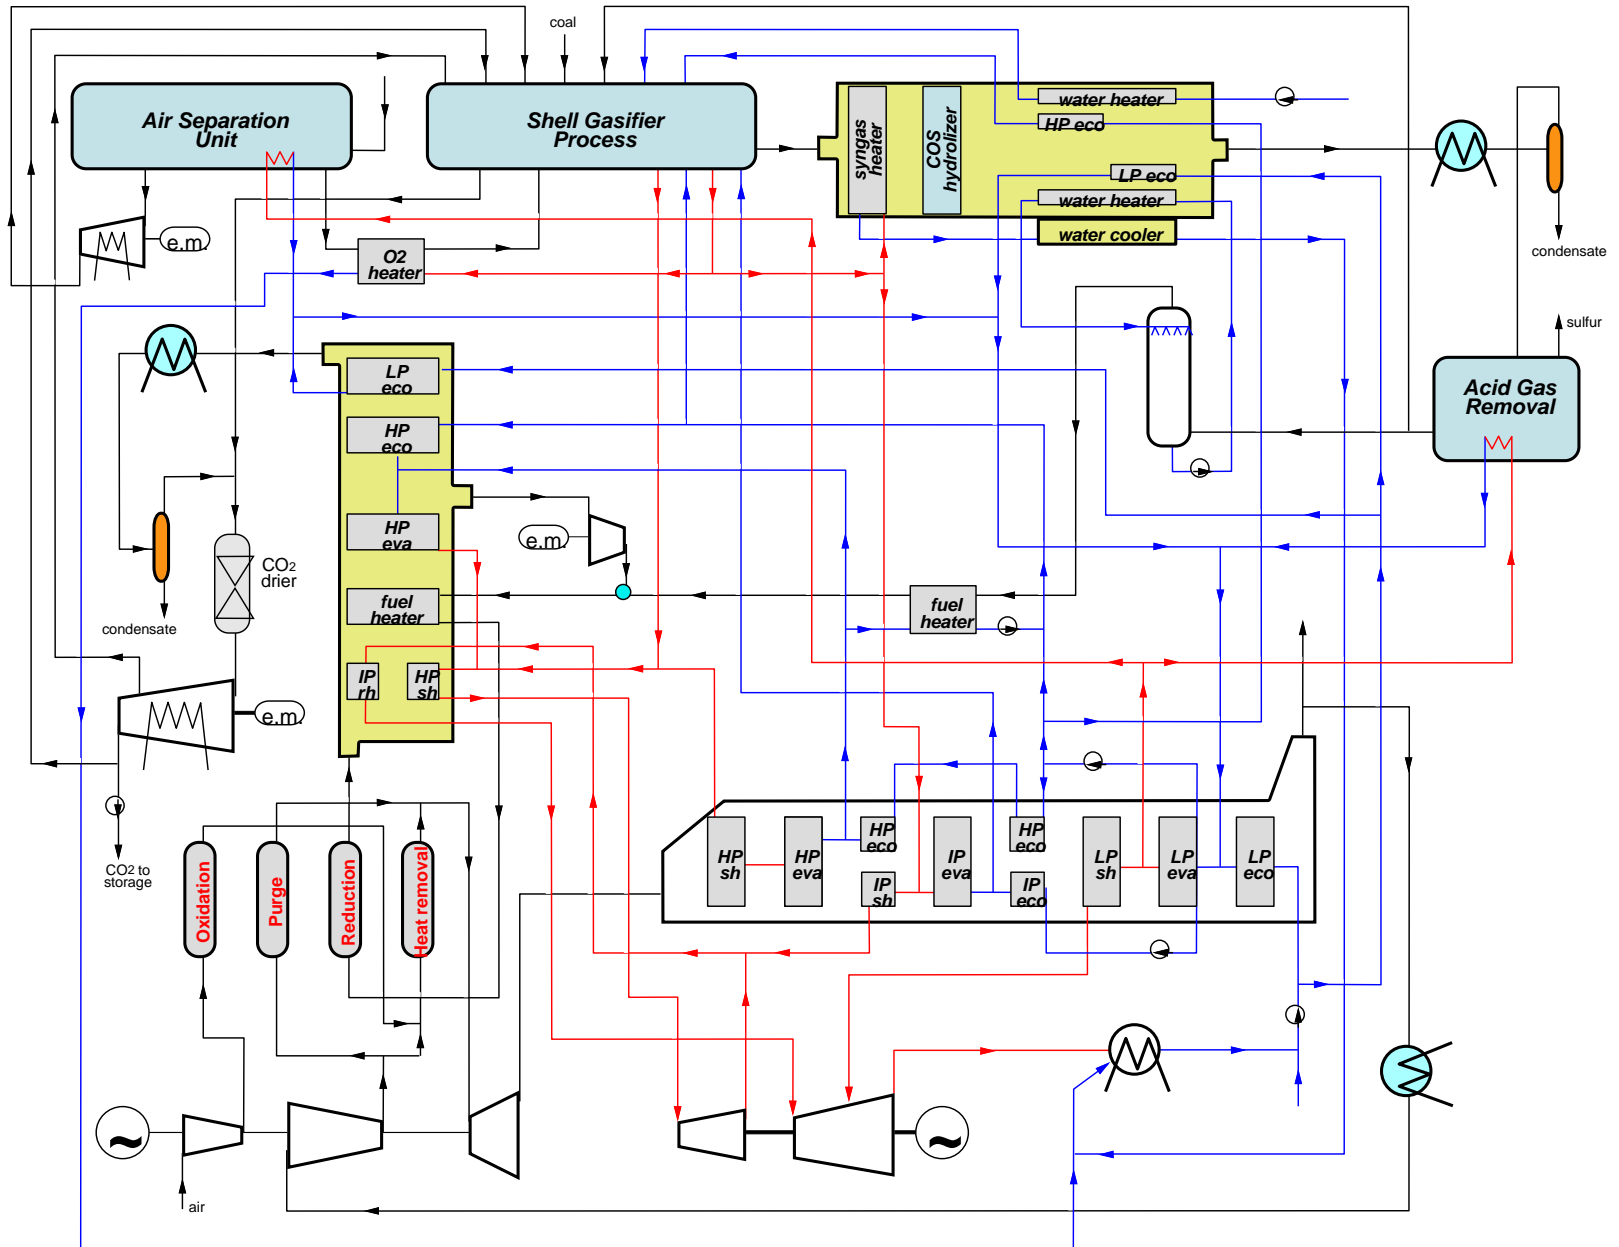 coal
Air Separation
Unit
Shell Gasifier
Process
syngas
heater
COS
hydrolizer
water heater
HP eco
LP eco
water heater
water cooler
condensate
e.m.
O2
heater
sulfur
Acid Gas
Removal
LP
eco
HP
eco
HP
eva
fuel
heater
IP
rh
HP
sh
e.m.
CO2
drier
condensate
fuel
heater
e.m.
CO2 to
storage
Oxidation
Purge
Reduction
Heat removal
HP
sh
HP
eva
HP
eco
IP
sh
IP
eva
HP
eco
IP
eco
LP
sh
LP
eva
LP
eco
~
~
air